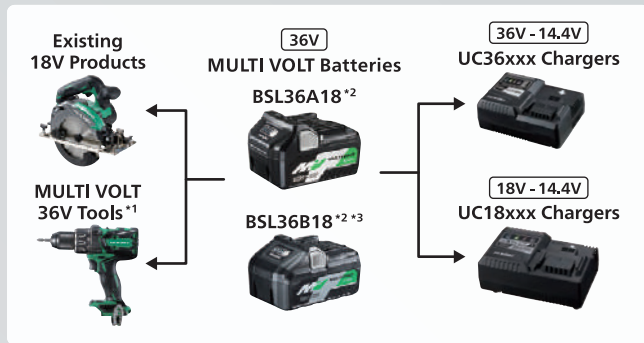 Existing
18V Products
MULTI VOLT
36V Tools*1
36V
MULTI VOLT Batteries
BSL36A18*2
BSL36B18*2 *3
36V-14.4V
UC36xxx Chargers
18V-14.4V
UC18xxx Chargers